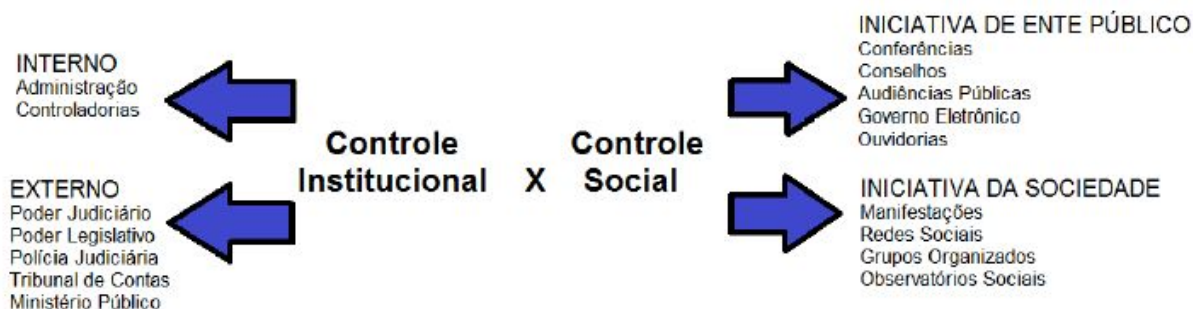 INTERNO
Administração
Controladorias
EXTERNO
Poder Judiciário
Poder Legislativo
Polícia Judiciária
Tribunal de Contas
Ministério Público
Controle
Institucional
X
Controle
Social
INICIATIVA DE ENTE PÚBLICO
Conferências
Conselhos
Audiências Públicas
Governo Eletrônico
Ouvidorias
INICIATIVA DA SOCIEDADE
Manifestações
Redes Sociais
Grupos Organizados
Observatórios Sociais